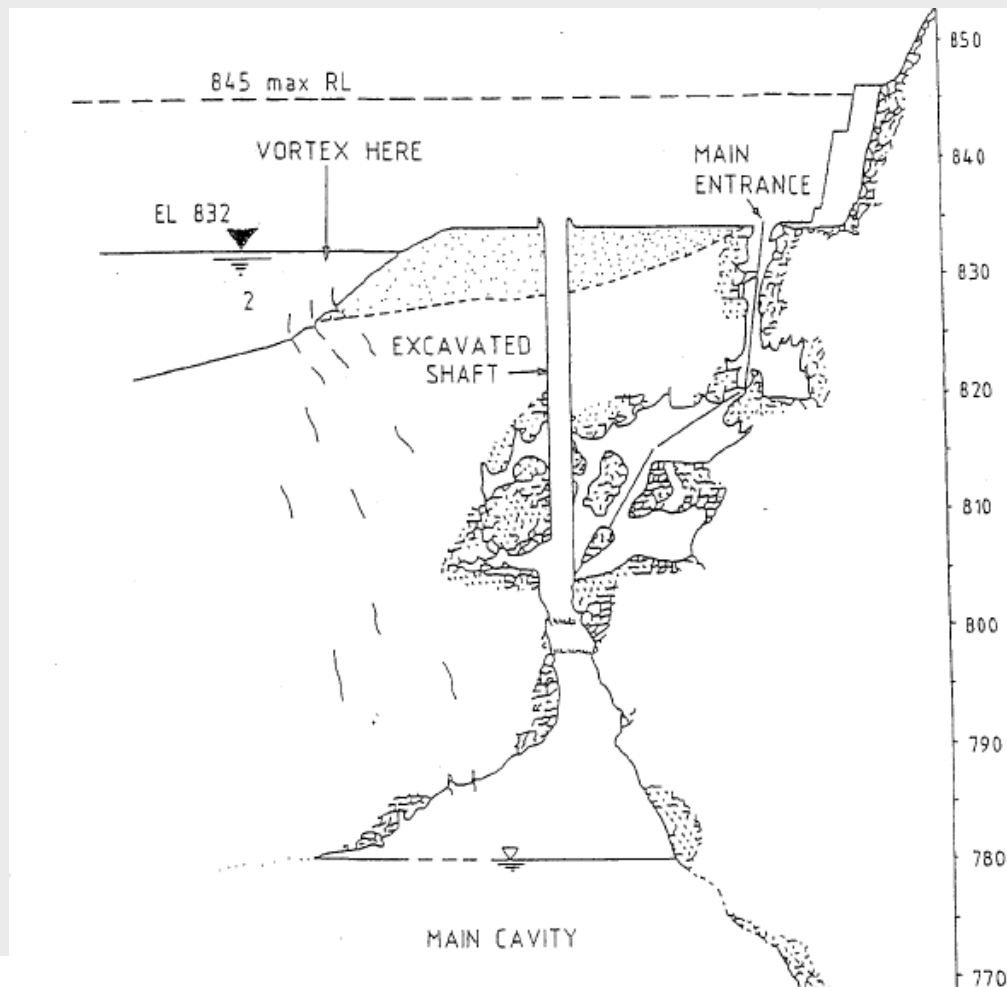 850
845 max RL
VORTEX HERE
MAIN
ENTRANCE
840
EL 832
830
2
EXCAVATED
SHAFT
820
810
800
790
780
MAIN CAVITY
770